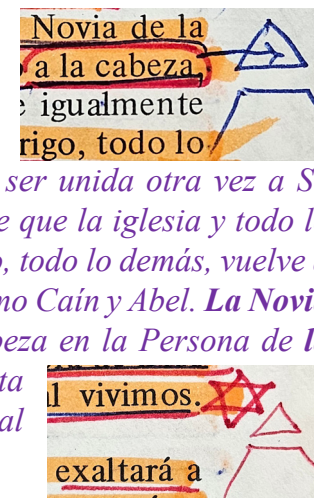 Novia de la
a la cabeza,
igualmente
rigo, todo lo
ser unida otra vez a S
e que la iglesia y todo l
o, todo lo demás, vuelve
no Caín y Abel. La Novi
beza en la Persona de l
ta
l vivimos.
al
exaltará a